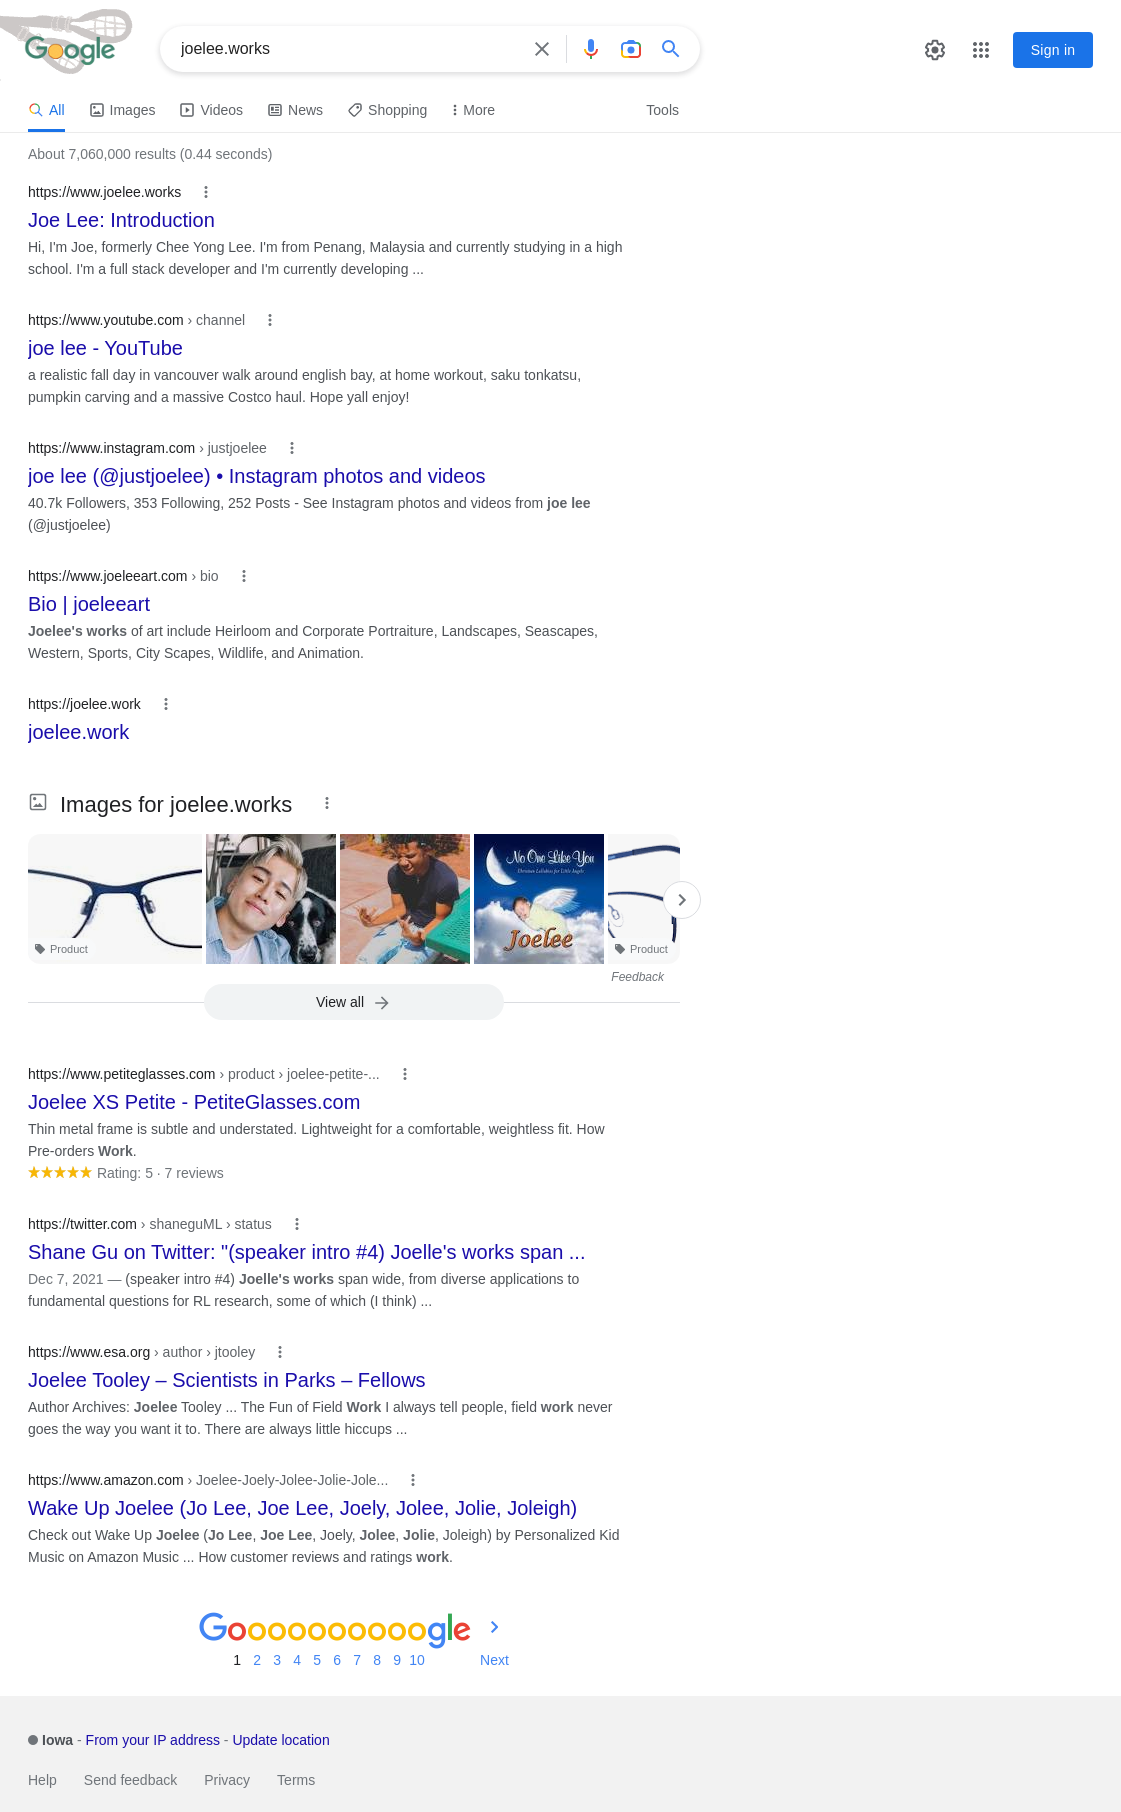 Google
joelee.works
Sign in
All Images Videos News Shopping More Tools
About 7,060,000 results (0.44 seconds)
https://www.joelee.works
Joe Lee: Introduction
Hi, I'm Joe, formerly Chee Yong Lee. I'm from Penang, Malaysia and currently studying in a high
school. I'm a full stack developer and I'm currently developing ...
https://www.youtube.com › channel
joe lee - YouTube
a realistic fall day in vancouver walk around english bay, at home workout, saku tonkatsu,
pumpkin carving and a massive Costco haul. Hope yall enjoy!
https://www.instagram.com › justjoelee
joe lee (@justjoelee) • Instagram photos and videos
40.7k Followers, 353 Following, 252 Posts - See Instagram photos and videos from joe lee
(@justjoelee)
https://www.joeleeart.com › bio
Bio | joeleeart
Joelee's works of art include Heirloom and Corporate Portraiture, Landscapes, Seascapes,
Western, Sports, City Scapes, Wildlife, and Animation.
https://joelee.work
joelee.work
Images for joelee.works
No One Like You
Christian Lullabies for Little Angels
Joelee
Product
Product
Feedback
View all
https://www.petiteglasses.com › product › joelee-petite-...
Joelee XS Petite - PetiteGlasses.com
Thin metal frame is subtle and understated. Lightweight for a comfortable, weightless fit. How
Pre-orders Work.
Rating: 5 · 7 reviews
https://twitter.com › shaneguML › status
Shane Gu on Twitter: "(speaker intro #4) Joelle's works span ...
Dec 7, 2021 — (speaker intro #4) Joelle's works span wide, from diverse applications to
fundamental questions for RL research, some of which (I think) ...
https://www.esa.org › author › jtooley
Joelee Tooley – Scientists in Parks – Fellows
Author Archives: Joelee Tooley ... The Fun of Field Work I always tell people, field work never
goes the way you want it to. There are always little hiccups ...
https://www.amazon.com › Joelee-Joely-Jolee-Jolie-Jole...
Wake Up Joelee (Jo Lee, Joe Lee, Joely, Jolee, Jolie, Joleigh)
Check out Wake Up Joelee (Jo Lee, Joe Lee, Joely, Jolee, Jolie, Joleigh) by Personalized Kid
Music on Amazon Music ... How customer reviews and ratings work.
Goooooooooogle
1 2 3 4 5 6 7 8 9 10 Next
Iowa - From your IP address - Update location
Help Send feedback Privacy Terms